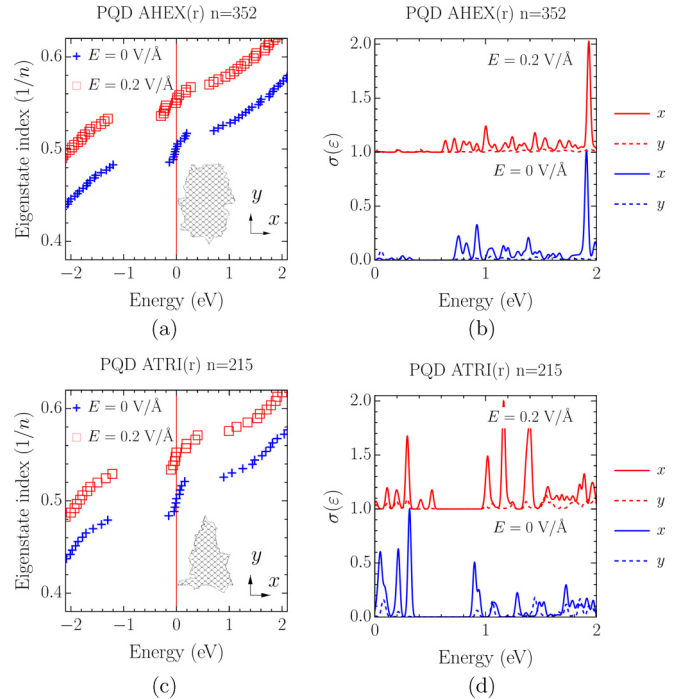 PQD AHEX(r) n=352
Eigenstate index (1/n)
0.6
0.5
0.4
E = 0 V/Å
E = 0.2 V/Å
y
x
−2 −1 0 1 2
Energy (eV)
(a)
PQD AHEX(r) n=352
σ(ε)
2.0
1.5
1.0
0.5
0.0
E = 0.2 V/Å
E = 0 V/Å
0 1 2
Energy (eV)
x
y
x
y
(b)
PQD ATRI(r) n=215
Eigenstate index (1/n)
0.6
0.5
0.4
E = 0 V/Å
E = 0.2 V/Å
y
x
−2 −1 0 1 2
Energy (eV)
(c)
PQD ATRI(r) n=215
σ(ε)
2.0
1.5
1.0
0.5
0.0
E = 0.2 V/Å
E = 0 V/Å
0 1 2
Energy (eV)
x
y
x
y
(d)